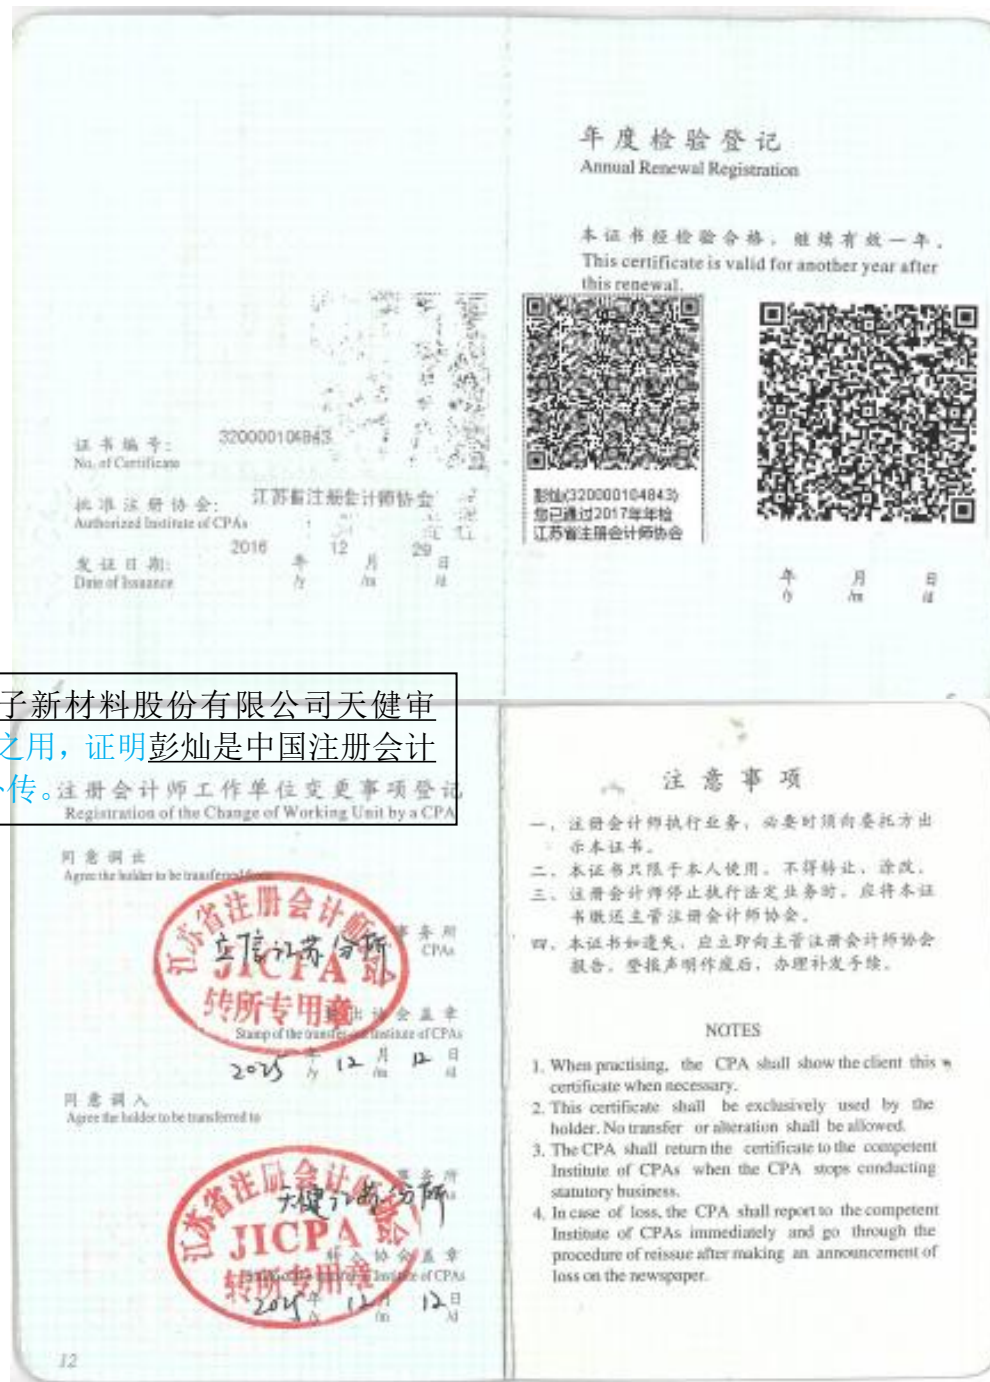 年度检验登记
Annual Renewal Registration
本证书经检验合格，继续有效一年。
This certificate is valid for another year after
this renewal.
证书编号：
No. of Certificate
320000104843
批准注册协会：
Authorized Institute of CPAs
江苏省注册会计师协会
发证日期：
Date of Issuance
2016 年 12 月 29 日
/y /m /d
彭灿(320000104843)
您已通过2017年年检
江苏省注册会计师协会
年 月 日
/y /m /d
子新材料股份有限公司天健审
之用，证明彭灿是中国注册会计
外传。
注册会计师工作单位变更事项登记
Registration of the Change of Working Unit by a CPA
同意调出
Agree the holder to be transferred from
江苏省注册会计师协会
立信江苏分所
事务所
CPAs
JICPA
转所专用章
转出协会盖章
Stamp of the transfer-out Institute of CPAs
2025 年 12 月 12 日
/y /m /d
同意调入
Agree the holder to be transferred to
江苏省注册会计师协会
天健江苏分所
事务所
CPAs
JICPA
转所专用章
转入协会盖章
Institute of CPAs
2025 年 12 月 12 日
/y /m /d
12
注意事项
一、注册会计师执行业务，必要时须向委托方出
示本证书。
二、本证书只限于本人使用，不得转让、涂改。
三、注册会计师停止执行法定业务时，应将本证
书缴还主管注册会计师协会。
四、本证书如遗失，应立即向主管注册会计师协会
报告，登报声明作废后，办理补发手续。
NOTES
1. When practising, the CPA shall show the client this
certificate when necessary.
2. This certificate shall be exclusively used by the
holder. No transfer or alteration shall be allowed.
3. The CPA shall return the certificate to the competent
Institute of CPAs when the CPA stops conducting
statutory business.
4. In case of loss, the CPA shall report to the competent
Institute of CPAs immediately and go through the
procedure of reissue after making an announcement of
loss on the newspaper.